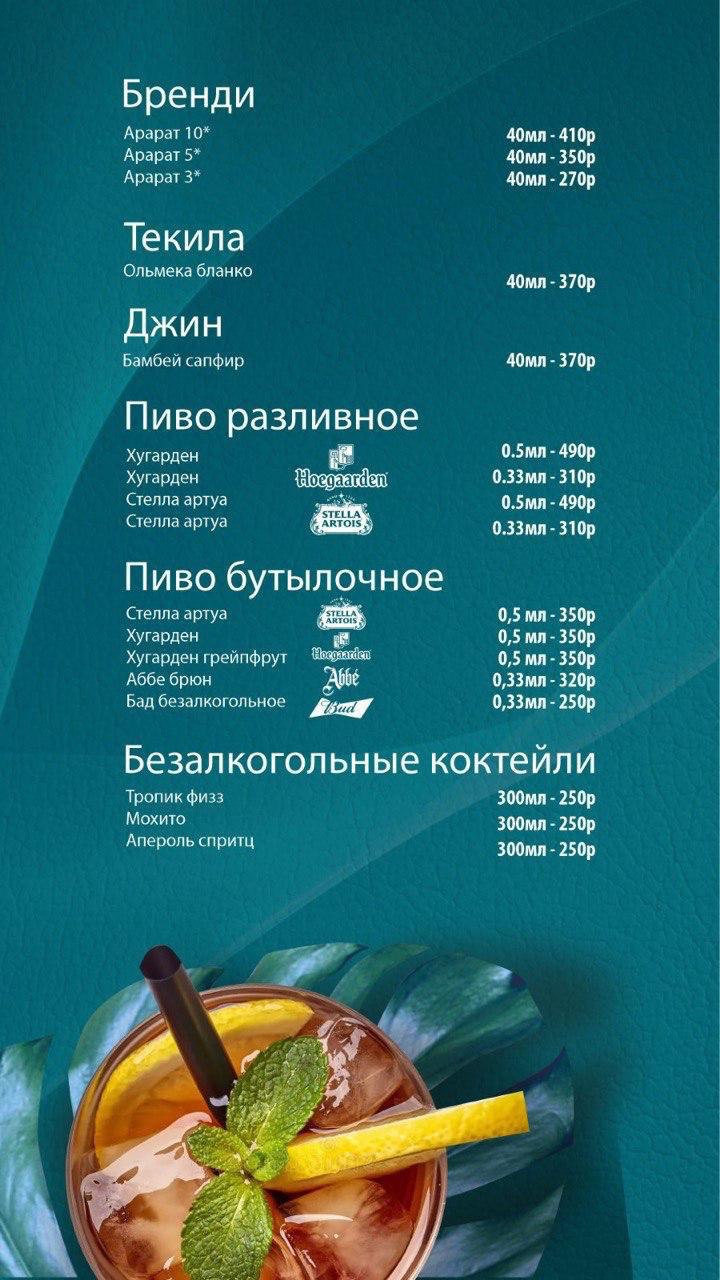 Бренди
Арарат 10* 40мл - 410р
Арарат 5* 40мл - 350р
Арарат 3* 40мл - 270р
Текила
Ольмека бланко 40мл - 370р
Джин
Бамбей сапфир 40мл - 370р
Пиво разливное
Хугарден 0.5мл - 490р
Хугарден Hoegaarden 0.33мл - 310р
Стелла артуа STELLA 0.5мл - 490р
Стелла артуа ARTOIS 0.33мл - 310р
Пиво бутылочное
Стелла артуа STELLA ARTOIS 0,5 мл - 350р
Хугарден 0,5 мл - 350р
Хугарден грейпфрут Hoegaarden 0,5 мл - 350р
Аббе брюн Abbé 0,33мл - 320р
Бад безалкогольное Bud 0,33мл - 250р
Безалкогольные коктейли
Тропик физз 300мл - 250р
Мохито 300мл - 250р
Апероль спритц 300мл - 250р